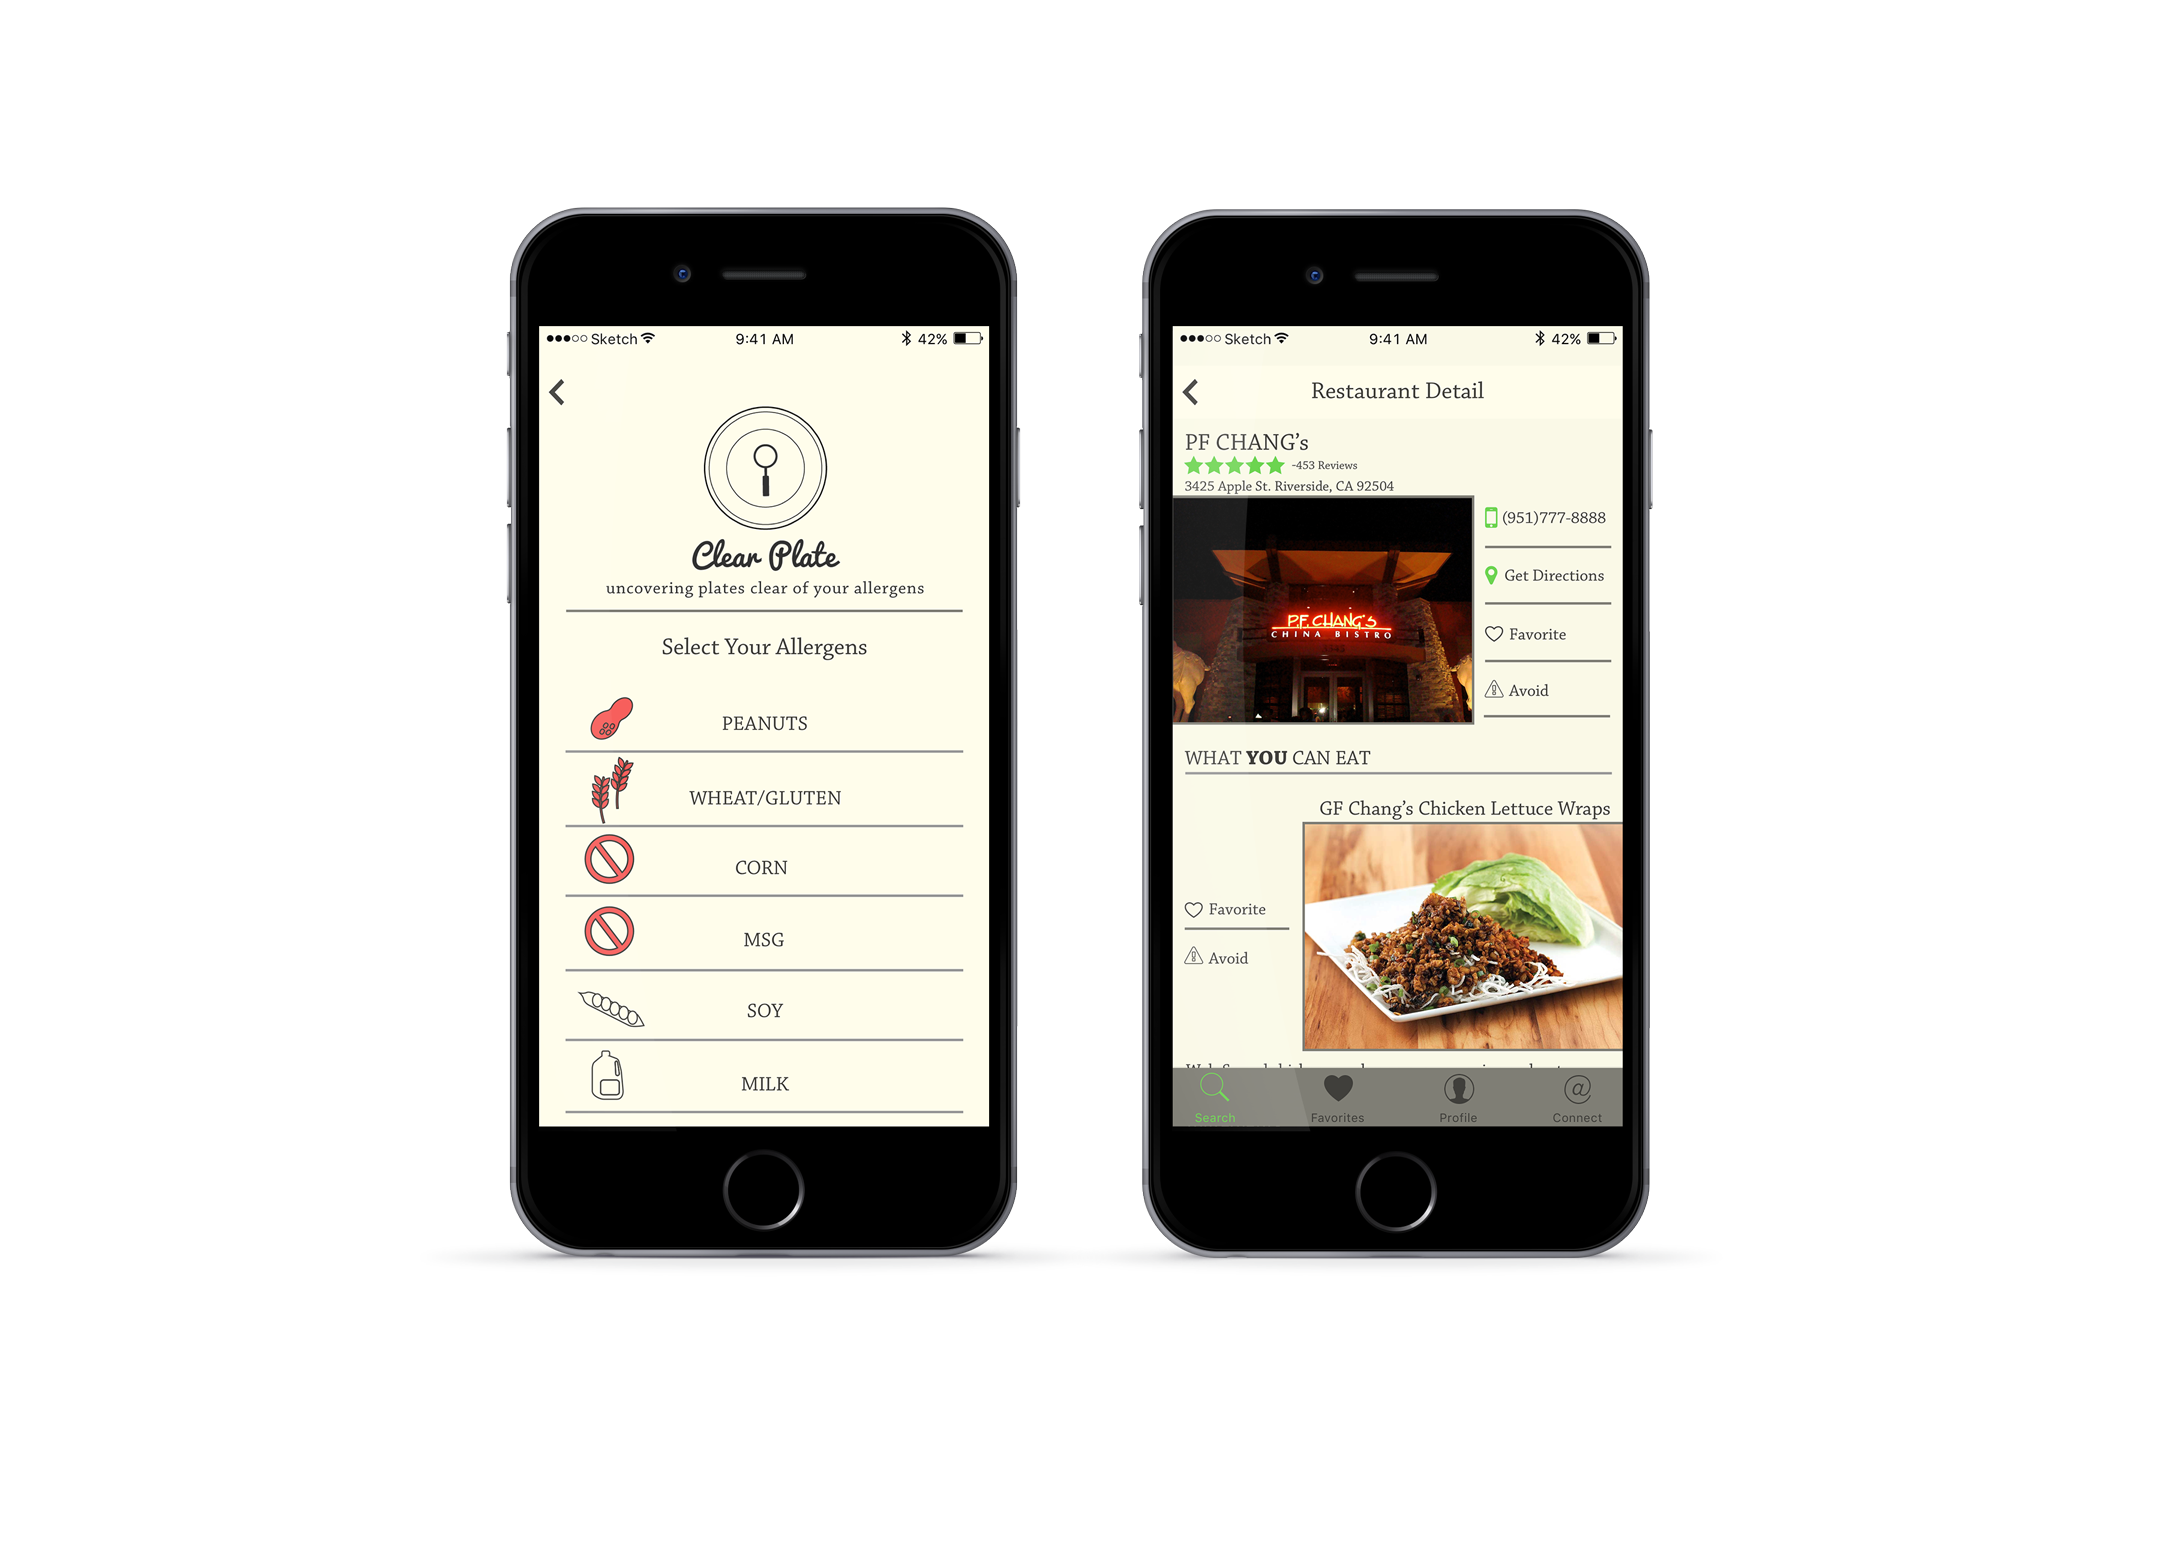 Sketch 9:41 AM 42%
Clear Plate
uncovering plates clear of your allergens
Select Your Allergens
PEANUTS
WHEAT/GLUTEN
CORN
MSG
SOY
MILK
Sketch 9:41 AM 42%
Restaurant Detail
PF CHANG's
-453 Reviews
3425 Apple St. Riverside, CA 92504
P.F. CHANG'S
CHINA BISTRO
(951)777-8888
Get Directions
Favorite
Avoid
WHAT YOU CAN EAT
GF Chang's Chicken Lettuce Wraps
Favorite
Avoid
Search Favorites Profile Connect